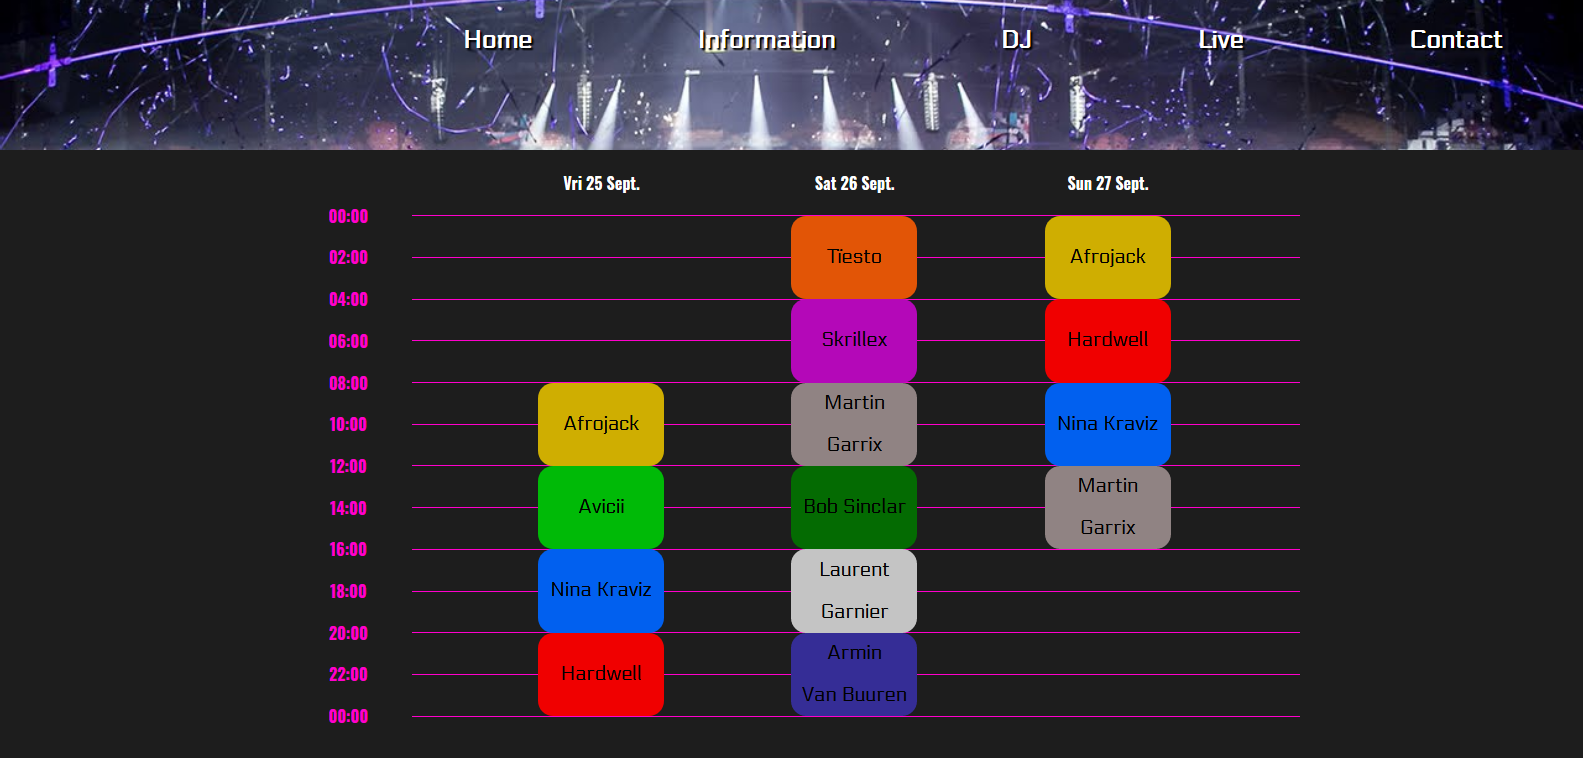 Home Information DJ Live Contact
Vri 25 Sept. Sat 26 Sept. Sun 27 Sept.
00:00
02:00 Tïesto Afrojack
04:00
06:00 Skrillex Hardwell
08:00
Martin
10:00 Afrojack Nina Kraviz
Garrix
12:00
Martin
14:00 Avicii Bob Sinclar
Garrix
16:00
Laurent
18:00 Nina Kraviz
Garnier
20:00
Armin
22:00 Hardwell
Van Buuren
00:00